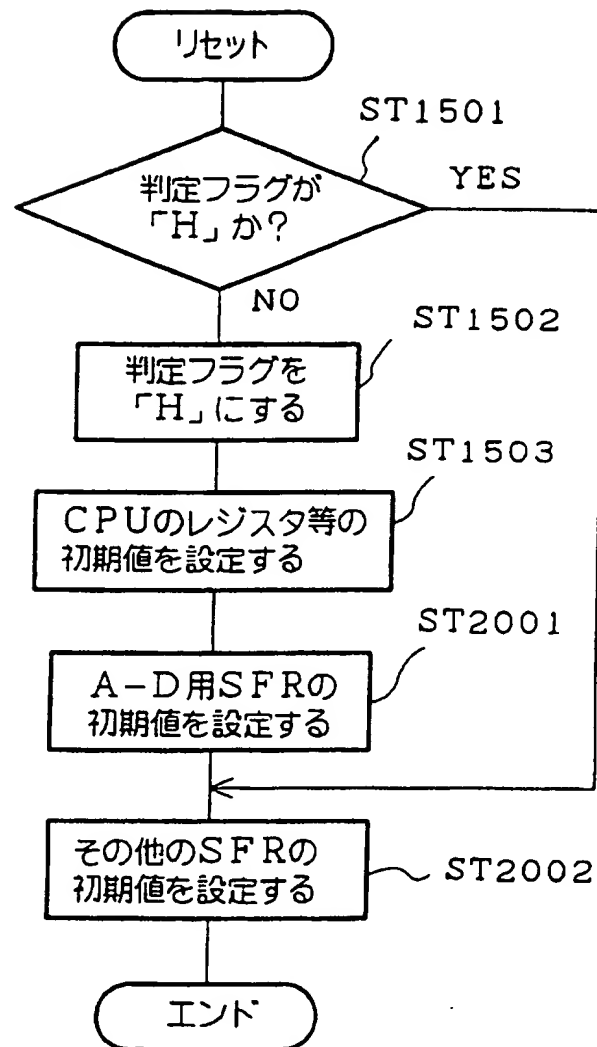 リセット
ST1501
判定フラグが
「H」か?
YES
NO
ST1502
判定フラグを
「H」にする
ST1503
CPUのレジスタ等の
初期値を設定する
ST2001
A-D用SFRの
初期値を設定する
その他のSFRの
初期値を設定する
ST2002
エンド